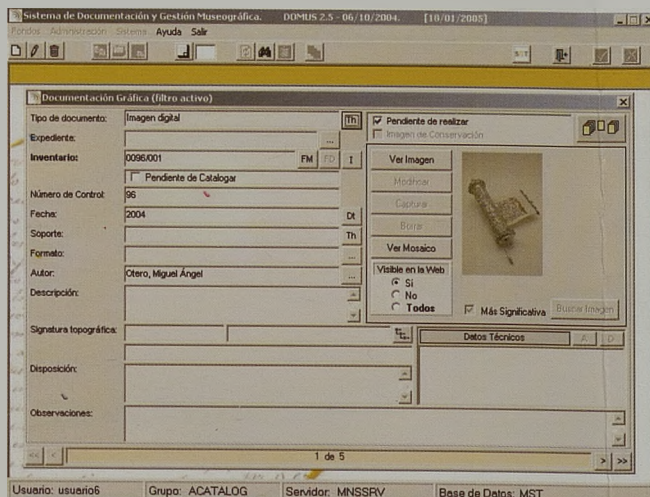 Sistema de Documentación y Gestión Museográfica. DOMUS 2.5 - 06/10/2004. [10/01/2005]
Fondos Administración Sistema Ayuda Salir
Documentación Gráfica (filtro activo)
Tipo de documento: Imagen digital Th
Pendiente de realizar
Imagen de Conservación
Expediente: ...
Inventario: 0096/001 FM FD I
Pendiente de Catalogar
Número de Control: 96
Fecha: 2004 Dt
Soporte: Th
Formato: ...
Autor: Otero, Miguel Ángel ...
Descripción:
Ver Imagen
Modificar
Capturar
Borrar
Ver Mosaico
Visible en la Web
Si
No
Todos
Más Significativa Buscar Imagen
Signatura topográfica:
Datos Técnicos A D
Disposición:
Observaciones:
<< < 1 de 5 > >>
Usuario: usuario6 Grupo: ACATALOG Servidor: MNSSRV Base de Datos: MST